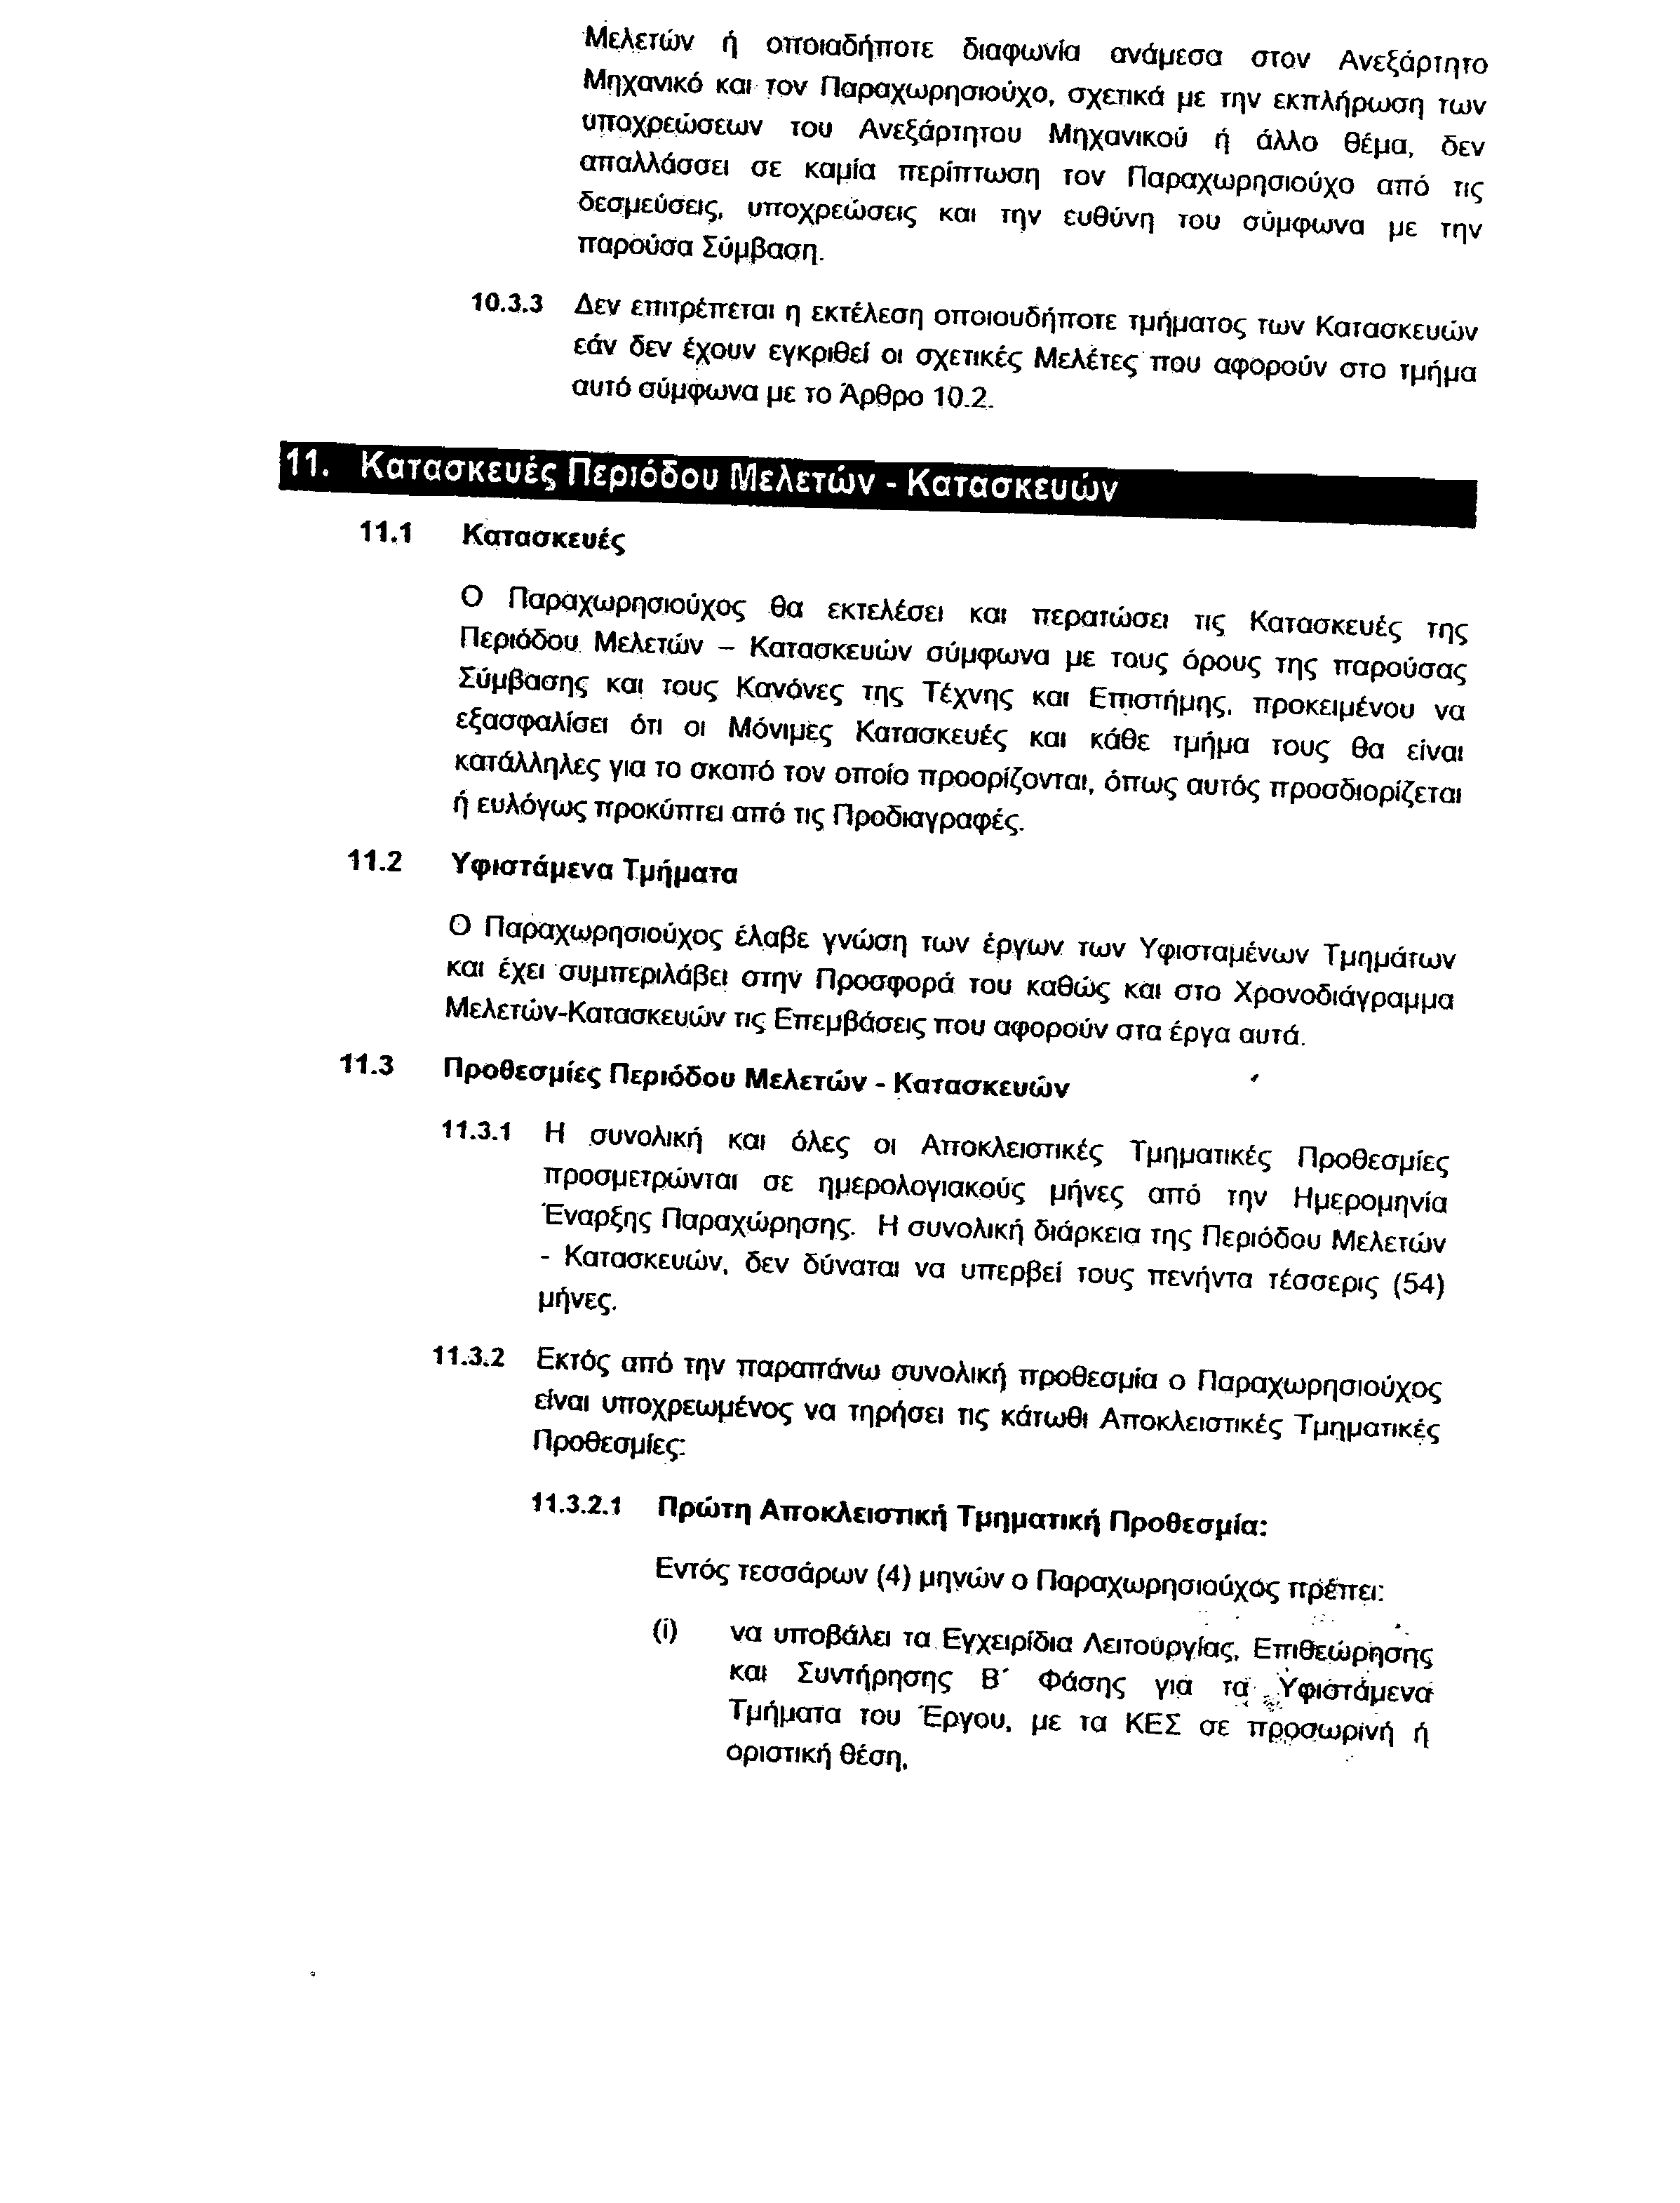 Μελετών ή οποιαδήποτε διαφωνία ανάμεσα στον Ανεξάρτητο
Μηχανικό και τον Παραχωρησιούχο, σχετικά με την εκπλήρωση των
υποχρεώσεων του Ανεξάρτητου Μηχανικού ή άλλο θέμα, δεν
απαλλάσσει σε καμία περίπτωση τον Παραχωρησιούχο από τις
δεσμεύσεις, υποχρεώσεις και την ευθύνη του σύμφωνα με την
παρούσα Σύμβαση.
10.3.3 Δεν επιτρέπεται η εκτέλεση οποιουδήποτε τμήματος των Κατασκευών
εάν δεν έχουν εγκριθεί οι σχετικές Μελέτες που αφορούν στο τμήμα
αυτό σύμφωνα με το Άρθρο 10.2.
11. Κατασκευές Περιόδου Μελετών - Κατασκευών
11.1 Κατασκευές
Ο Παραχωρησιούχος θα εκτελέσει και περατώσει τις Κατασκευές της
Περιόδου Μελετών – Κατασκευών σύμφωνα με τους όρους της παρούσας
Σύμβασης και τους Κανόνες της Τέχνης και Επιστήμης, προκειμένου να
εξασφαλίσει ότι οι Μόνιμες Κατασκευές και κάθε τμήμα τους θα είναι
κατάλληλες για το σκοπό τον οποίο προορίζονται, όπως αυτός προσδιορίζεται
ή ευλόγως προκύπτει από τις Προδιαγραφές.
11.2 Υφιστάμενα Τμήματα
Ο Παραχωρησιούχος έλαβε γνώση των έργων των Υφισταμένων Τμημάτων
και έχει συμπεριλάβει στην Προσφορά του καθώς και στο Χρονοδιάγραμμα
Μελετών-Κατασκευών τις Επεμβάσεις που αφορούν στα έργα αυτά.
11.3 Προθεσμίες Περιόδου Μελετών - Κατασκευών
11.3.1 Η συνολική και όλες οι Αποκλειστικές Τμηματικές Προθεσμίες
προσμετρώνται σε ημερολογιακούς μήνες από την Ημερομηνία
Έναρξης Παραχώρησης. Η συνολική διάρκεια της Περιόδου Μελετών
- Κατασκευών, δεν δύναται να υπερβεί τους πενήντα τέσσερις (54)
μήνες.
11.3.2 Εκτός από την παραπάνω συνολική προθεσμία ο Παραχωρησιούχος
είναι υποχρεωμένος να τηρήσει τις κάτωθι Αποκλειστικές Τμηματικές
Προθεσμίες:
11.3.2.1 Πρώτη Αποκλειστική Τμηματική Προθεσμία:
Εντός τεσσάρων (4) μηνών ο Παραχωρησιούχος πρέπει:
(i) να υποβάλει τα Εγχειρίδια Λειτουργίας, Επιθεώρησης
και Συντήρησης Β΄ Φάσης για τα Υφιστάμενα
Τμήματα του Έργου, με τα ΚΕΣ σε προσωρινή ή
οριστική θέση,